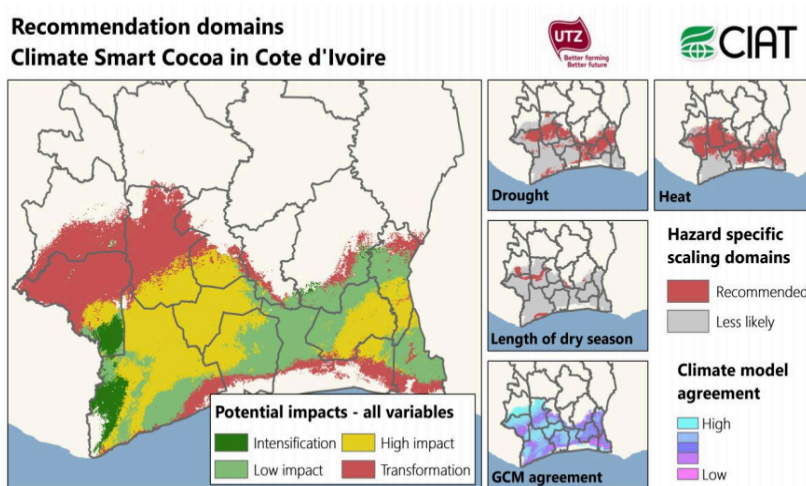 Recommendation domains
Climate Smart Cocoa in Cote d'Ivoire
UTZ
Better farming
Better future
CIAT
Drought
Heat
Length of dry season
Hazard specific
scaling domains
Recommended
Less likely
Potential impacts - all variables
Intensification
High impact
Low impact
Transformation
GCM agreement
Climate model
agreement
High
Low